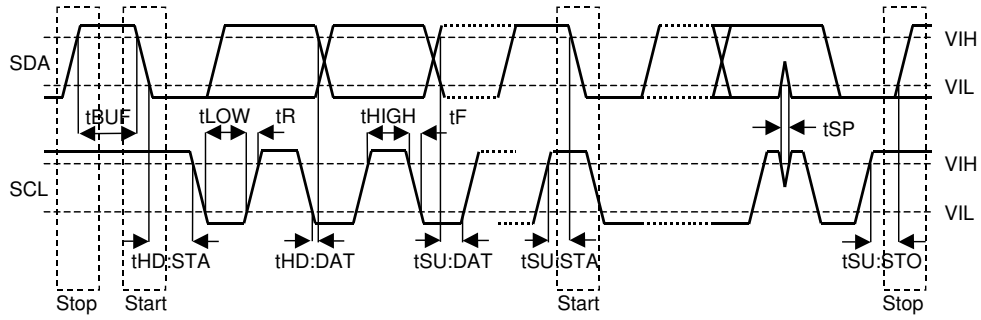 SDA
VIH
VIL
tBUF
tLOW
tR
tHIGH
tF
tSP
SCL
VIH
VIL
tHD:STA
tHD:DAT
tSU:DAT
tSU:STA
tSU:STO
Stop
Start
Start
Stop